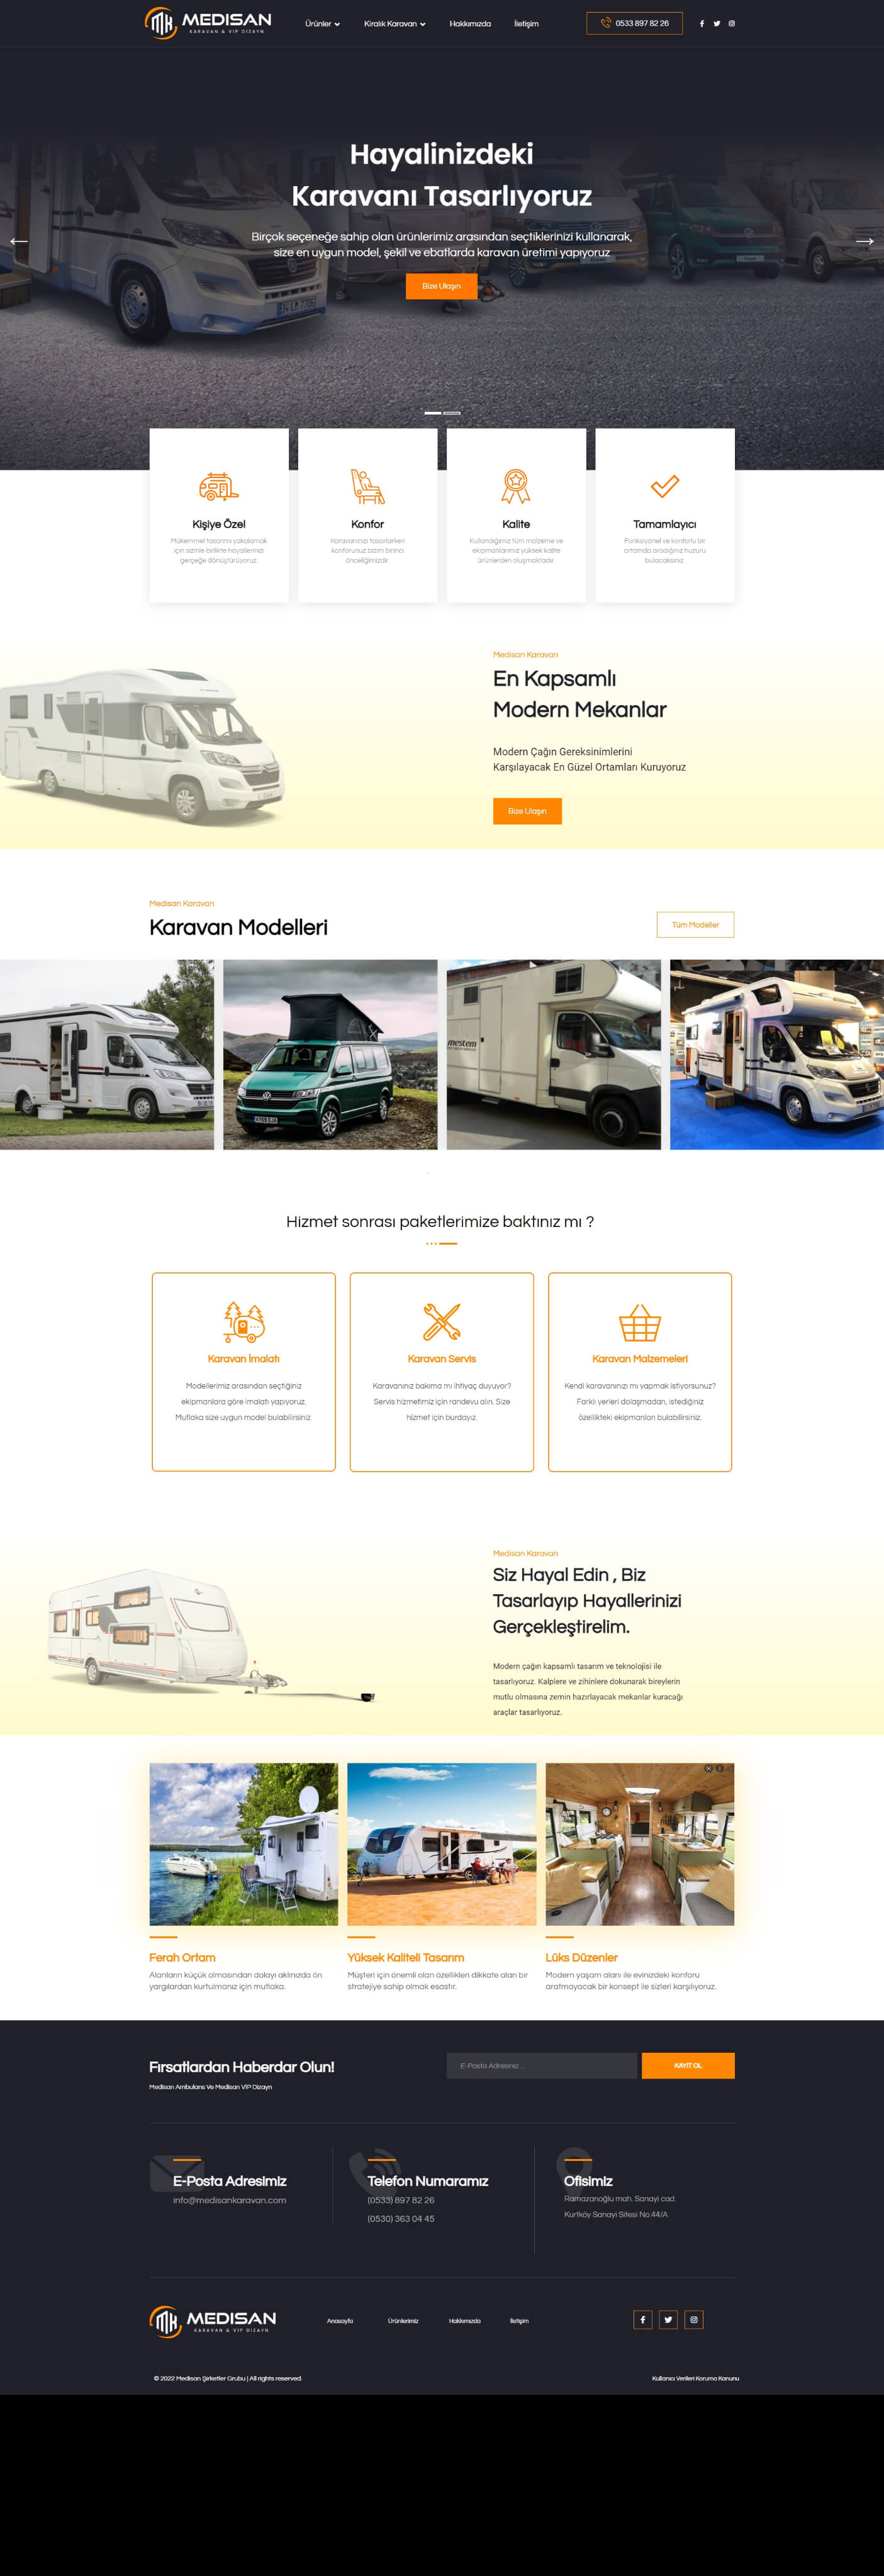 MEDISAN
KARAVAN & VIP DİZAYN
Ürünler
Kiralık Karavan
Hakkımızda
İletişim
0533 897 82 26
Hayalinizdeki
Karavanı Tasarlıyoruz
Birçok seçeneğe sahip olan ürünlerimiz arasından seçtiklerinizi kullanarak,
size en uygun model, şekil ve ebatlarda karavan üretimi yapıyoruz
Bize Ulaşın
Kişiye Özel
Mükemmel tasarımı yakalamak
için sizinle birlikte hayallerinizi
gerçeğe dönüştürüyoruz.
Konfor
Karavanınızı tasarlarken
konforunuz bizim birinci
önceliğimizdir.
Kalite
Kullandığımız tüm malzeme ve
ekipmanlarımız yüksek kalite
ürünlerden oluşmaktadır.
Tamamlayıcı
Fonksiyonel ve konforlu bir
ortamda aradığınız huzuru
bulacaksınız.
Medisan Karavan
En Kapsamlı
Modern Mekanlar
Modern Çağın Gereksinimlerini
Karşılayacak En Güzel Ortamları Kuruyoruz
Bize Ulaşın
Medisan Karavan
Karavan Modelleri
Tüm Modeller
mestem
Hizmet sonrası paketlerimize baktınız mı ?
Karavan İmalatı
Modellerimiz arasından seçtiğiniz
ekipmanlara göre imalatı yapıyoruz.
Mutlaka size uygun model bulabilirsiniz.
Karavan Servis
Karavanınız bakıma mı ihtiyaç duyuyor?
Servis hizmetimiz için randevu alın. Size
hizmet için burdayız.
Karavan Malzemeleri
Kendi karavanınızı mı yapmak istiyorsunuz?
Farklı yerleri dolaşmadan, istediğiniz
özellikteki ekipmanları bulabilirsiniz.
Medisan Karavan
Siz Hayal Edin , Biz
Tasarlayıp Hayallerinizi
Gerçekleştirelim.
Modern çağın kapsamlı tasarım ve teknolojisi ile
tasarlıyoruz. Kalplere ve zihinlere dokunarak bireylerin
mutlu olmasına zemin hazırlayacak mekanlar kuracağı
araçlar tasarlıyoruz.
Ferah Ortam
Alanların küçük olmasından dolayı aklınızda ön
yargılardan kurtulmanız için mutlaka.
Yüksek Kaliteli Tasarım
Müşteri için önemli olan özellikleri dikkate alan bir
stratejiye sahip olmak esastır.
Lüks Düzenler
Modern yaşam alanı ile evinizdeki konforu
aratmayacak bir konsept ile sizleri karşılıyoruz.
Fırsatlardan Haberdar Olun!
Medisan Ambulans Ve Medisan VİP Dizayn
E-Posta Adresiniz ...
KAYIT OL
E-Posta Adresimiz
info@medisankaravan.com
Telefon Numaramız
(0533) 897 82 26
(0530) 363 04 45
Ofisimiz
Ramazanoğlu mah. Sanayi cad.
Kurtköy Sanayi Sitesi No:44/A
MEDISAN
KARAVAN & VIP DİZAYN
Anasayfa
Ürünlerimiz
Hakkımızda
İletişim
© 2022 Medisan Şirketler Grubu | All rights reserved.
Kullanıcı Verileri Koruma Kanunu